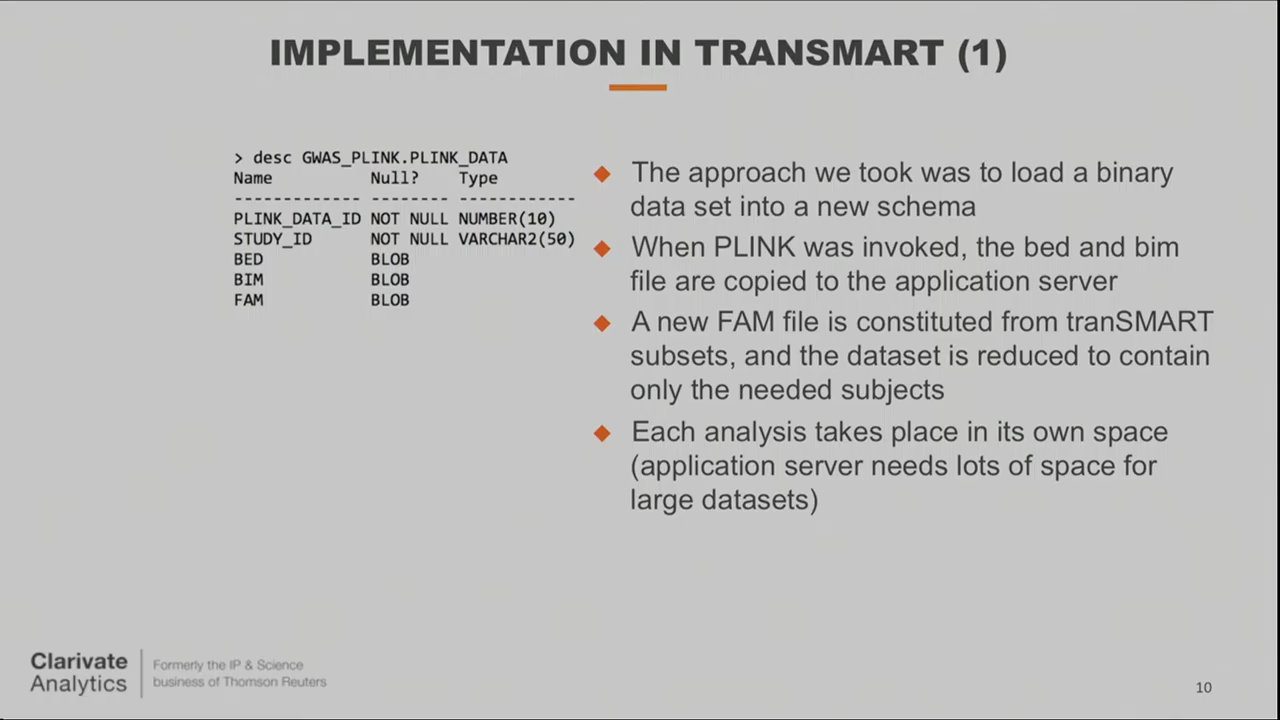 IMPLEMENTATION IN TRANSMART (1)
> desc GWAS_PLINK.PLINK_DATA
Name Null? Type
------------- -------- ------------
PLINK_DATA_ID NOT NULL NUMBER(10)
STUDY_ID NOT NULL VARCHAR2(50)
BED BLOB
BIM BLOB
FAM BLOB
The approach we took was to load a binary
data set into a new schema
When PLINK was invoked, the bed and bim
file are copied to the application server
A new FAM file is constituted from tranSMART
subsets, and the dataset is reduced to contain
only the needed subjects
Each analysis takes place in its own space
(application server needs lots of space for
large datasets)
Clarivate
Analytics
Formerly the IP & Science
business of Thomson Reuters
10